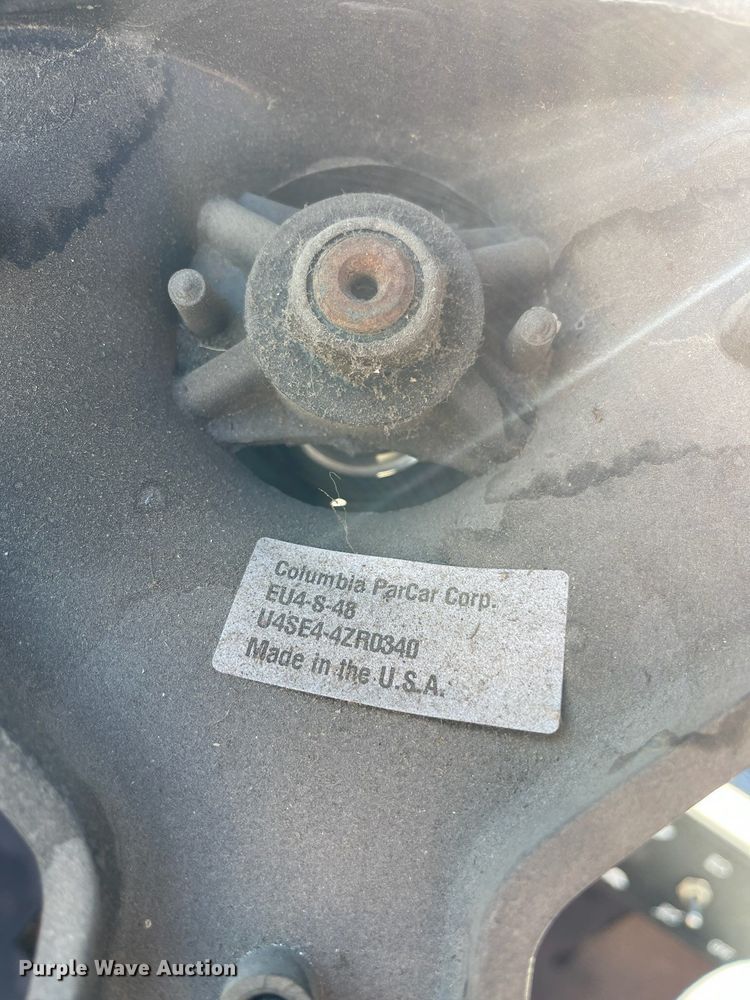 Columbia ParCar Corp.
EU4-S-48
U4SE4-4ZR0340
Made in the U.S.A.
Purple Wave Auction